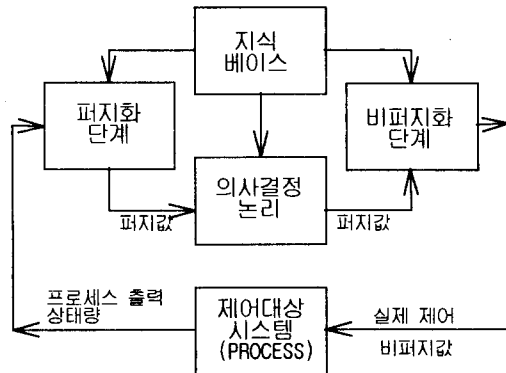 지식
베이스
퍼지화
단계
비퍼지화
단계
의사결정
논리
퍼지값
퍼지값
프로세스 출력
상태량
제어대상
시스템
(PROCESS)
실제 제어
비퍼지값